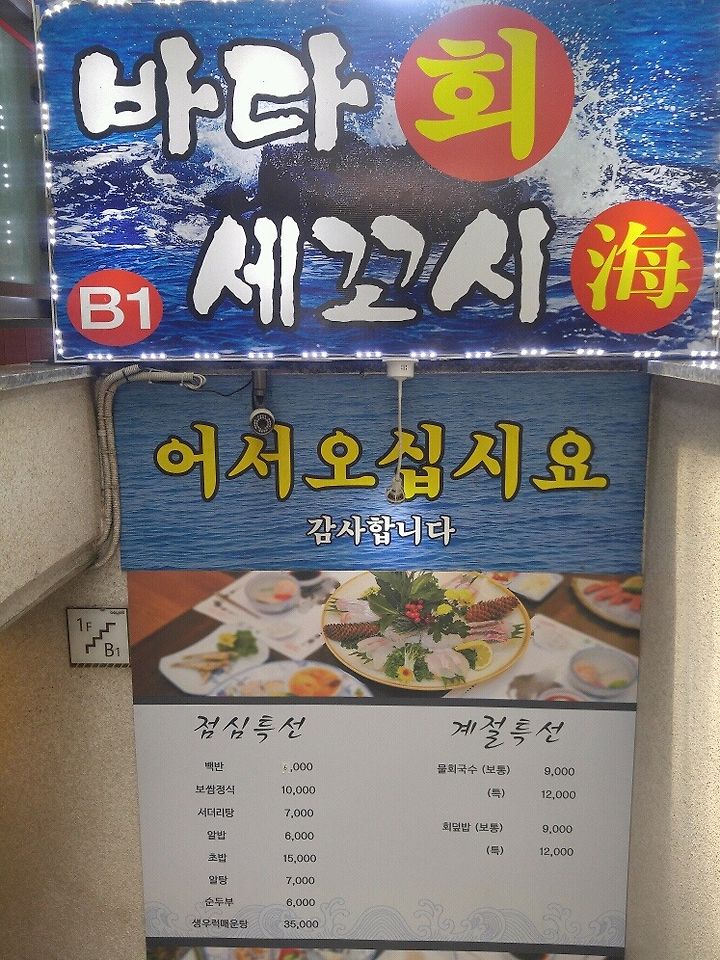 바다 회
세꼬시 海
B1
어서오십시요
감사합니다
1F
B1
점심특선
백반 ,000
보쌈정식 10,000
서더리탕 7,000
알밥 6,000
초밥 15,000
알탕 7,000
순두부 6,000
생우럭매운탕 35,000
계절특선
물회국수 (보통) 9,000
(특) 12,000
회덮밥 (보통) 9,000
(특) 12,000